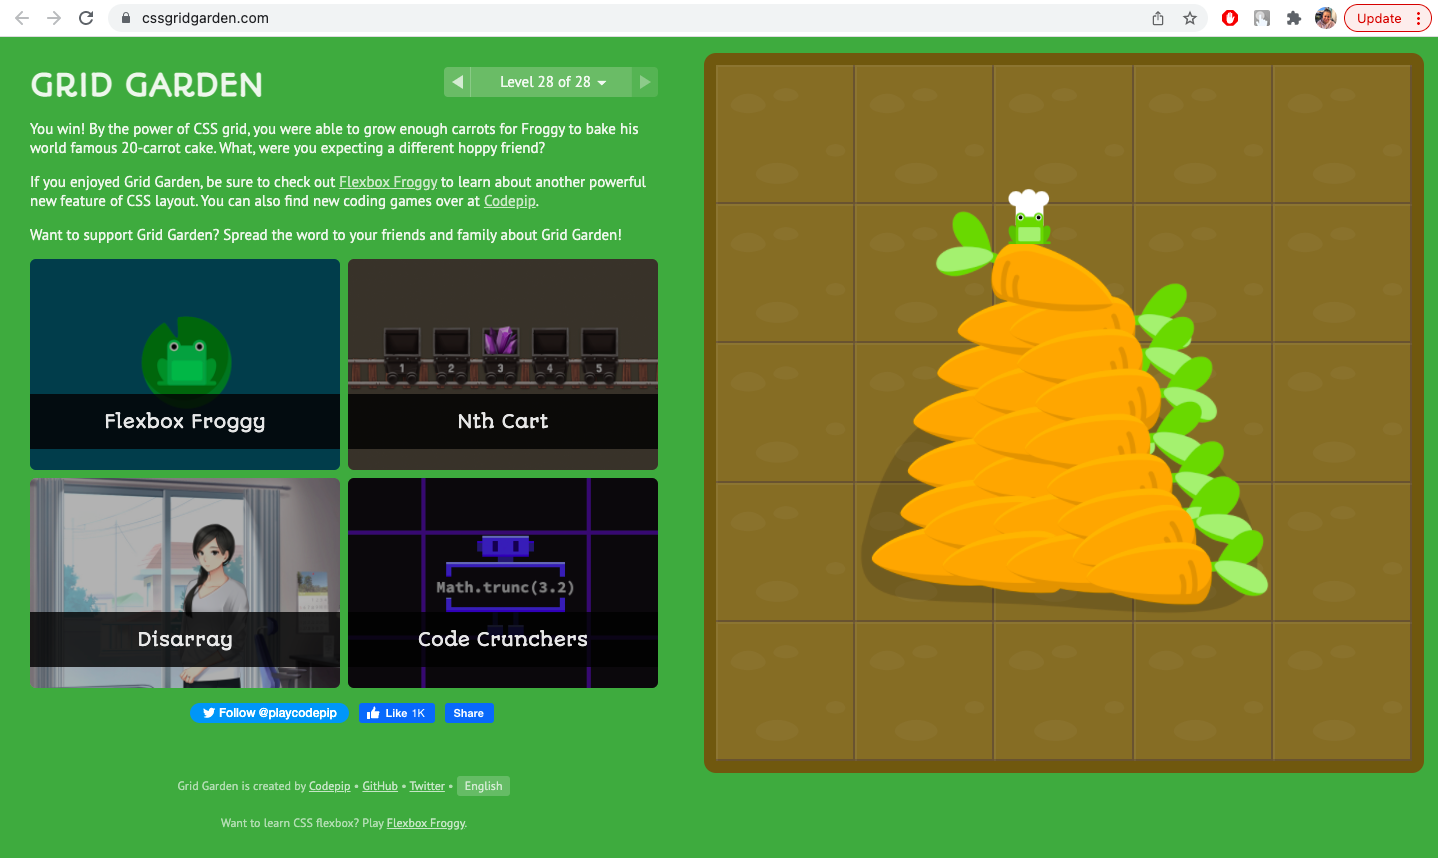 cssgridgarden.com
Update
GRID GARDEN
Level 28 of 28
You win! By the power of CSS grid, you were able to grow enough carrots for Froggy to bake his
world famous 20-carrot cake. What, were you expecting a different hoppy friend?
If you enjoyed Grid Garden, be sure to check out Flexbox Froggy to learn about another powerful
new feature of CSS layout. You can also find new coding games over at Codepip.
Want to support Grid Garden? Spread the word to your friends and family about Grid Garden!
Flexbox Froggy
1 2 3 4 5
Nth Cart
Disarray
Math.trunc(3.2)
Code Crunchers
Follow @playcodepip
Like 1K
Share
Grid Garden is created by Codepip • GitHub • Twitter • English
Want to learn CSS flexbox? Play Flexbox Froggy.